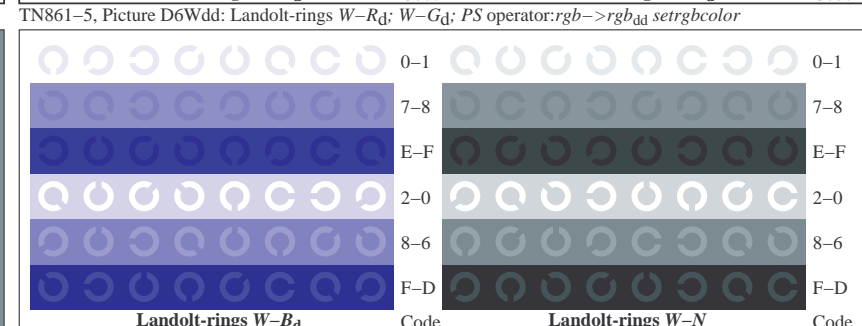 TN861–5, Picture D6Wdd: Landolt-rings W–Rd; W–Gd; PS operator:rgb–>rgbdd setrgbcolor
0–1 0–1
7–8 7–8
E–F E–F
2–0 2–0
8–6 8–6
F–D F–D
Landolt-rings W–Bd Code Landolt-rings W–N Code